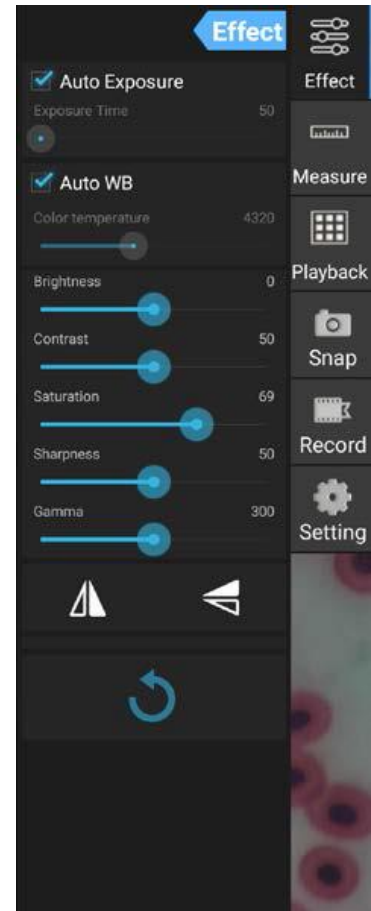 Effect
Auto Exposure
Exposure Time 50
Auto WB
Color temperature 4320
Brightness 0
Contrast 50
Saturation 69
Sharpness 50
Gamma 300
Effect
Measure
Playback
Snap
Record
Setting